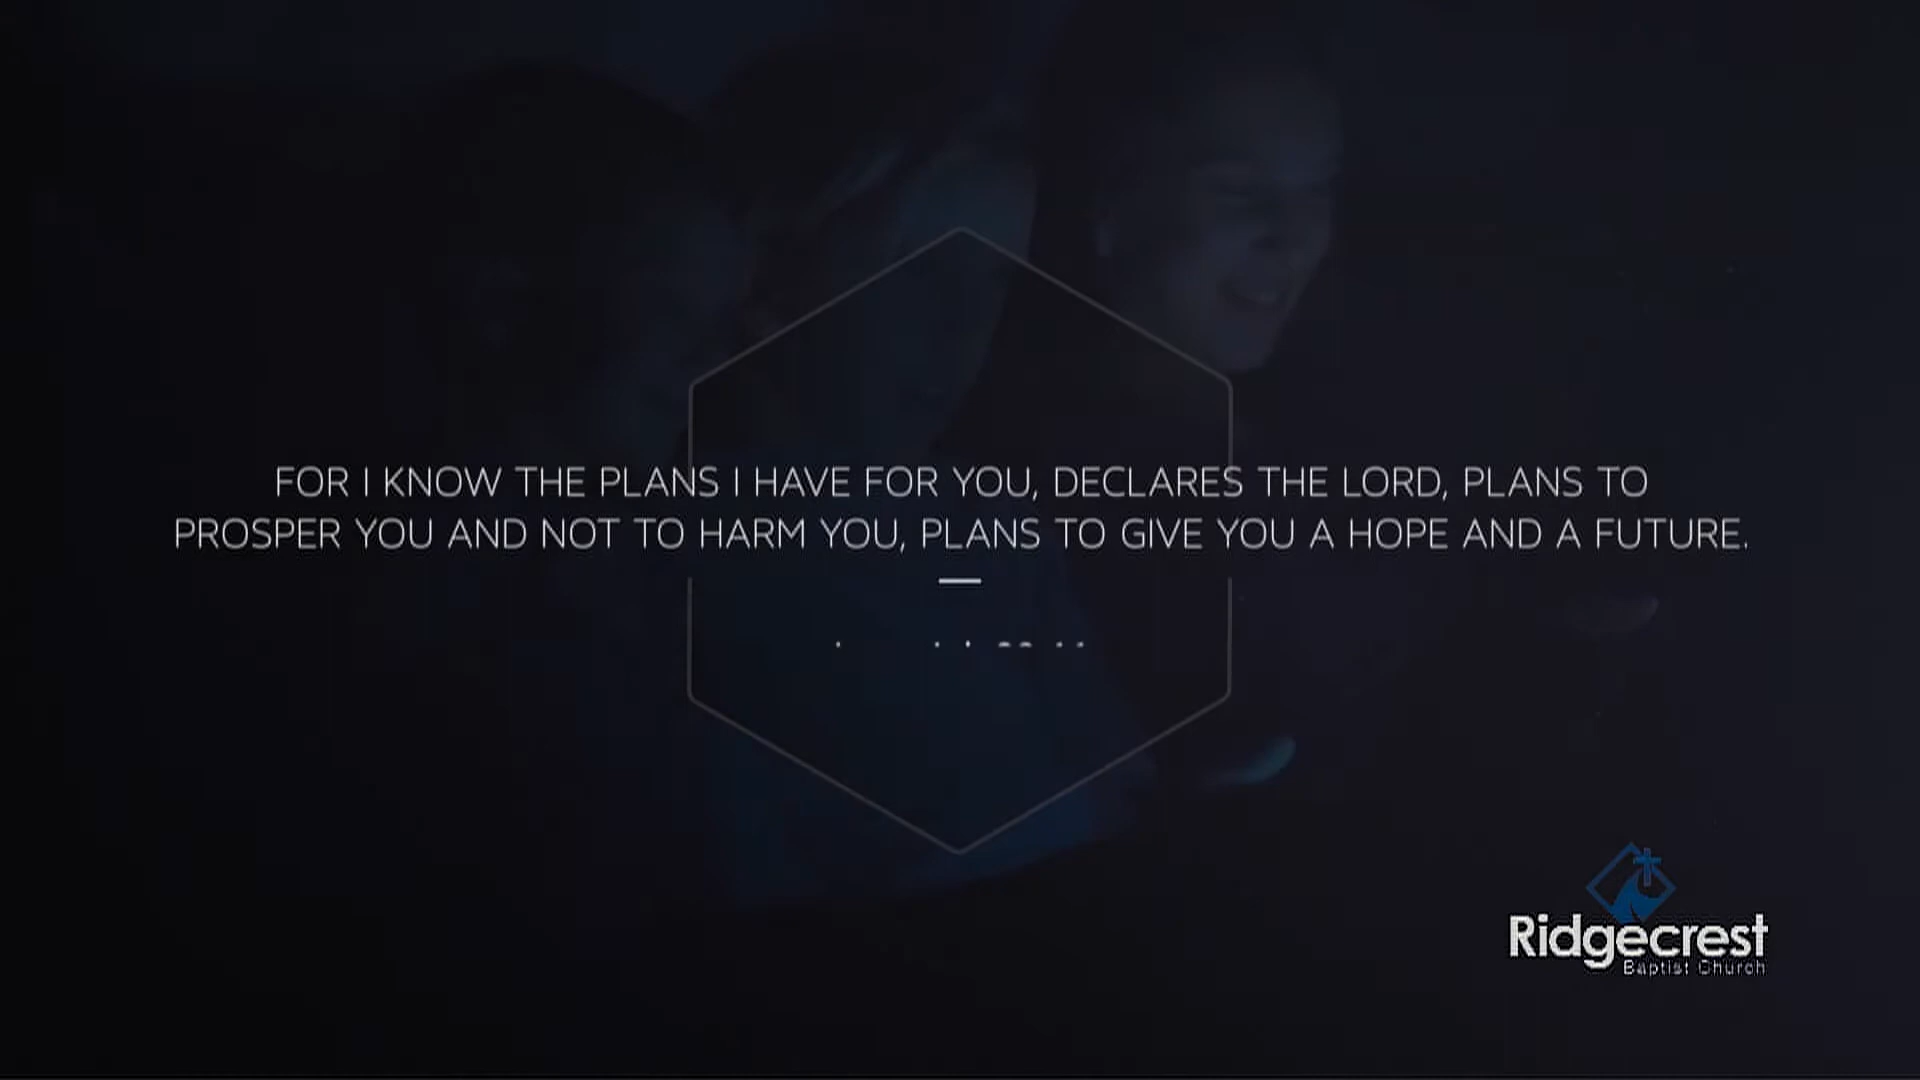 FOR I KNOW THE PLANS I HAVE FOR YOU, DECLARES THE LORD, PLANS TO
PROSPER YOU AND NOT TO HARM YOU, PLANS TO GIVE YOU A HOPE AND A FUTURE.
Ridgecrest
Baptist Church